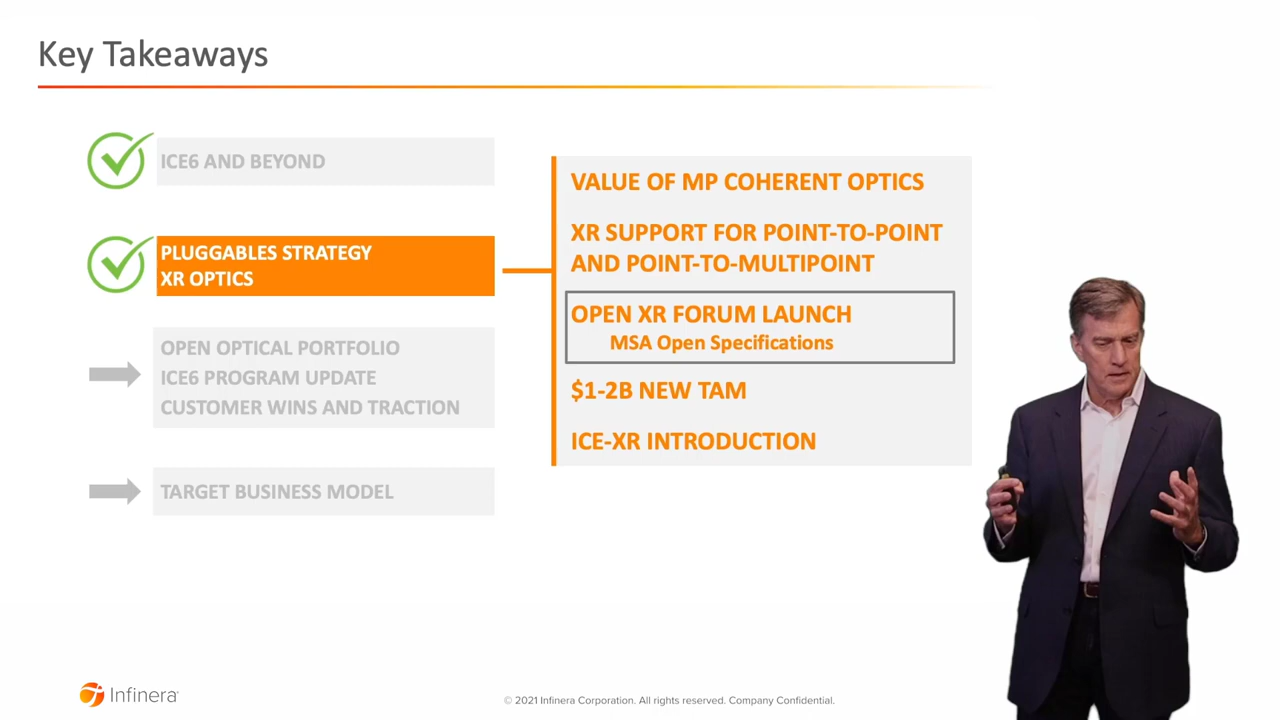 Key Takeaways
ICE6 AND BEYOND
PLUGGABLES STRATEGY
XR OPTICS
OPEN OPTICAL PORTFOLIO
ICE6 PROGRAM UPDATE
CUSTOMER WINS AND TRACTION
TARGET BUSINESS MODEL
VALUE OF MP COHERENT OPTICS
XR SUPPORT FOR POINT-TO-POINT
AND POINT-TO-MULTIPOINT
OPEN XR FORUM LAUNCH
MSA Open Specifications
$1-2B NEW TAM
ICE-XR INTRODUCTION
Infinera
© 2021 Infinera Corporation. All rights reserved. Company Confidential.